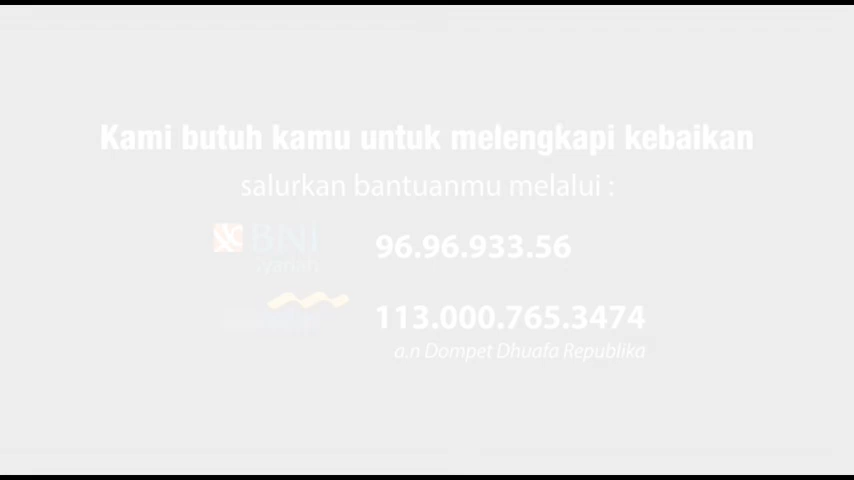 Kami butuh kamu untuk melengkapi kebaikan
salurkan bantuanmu melalui :
BNI
Syariah
96.96.933.56
113.000.765.3474
a.n Dompet Dhuafa Republika